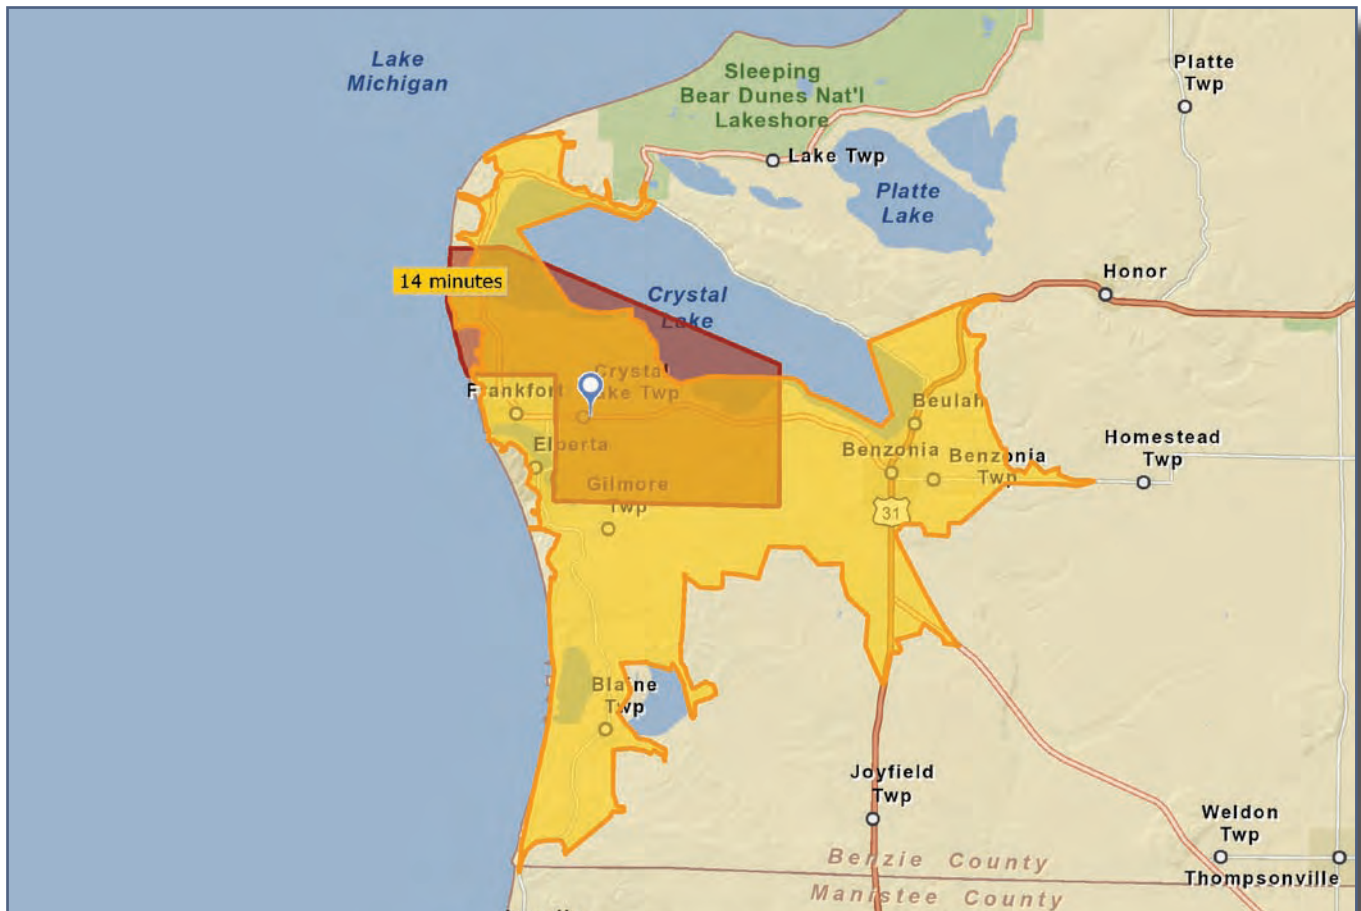 Lake
Michigan
Sleeping
Bear Dunes Nat'l
Lakeshore
Platte
Twp
Lake Twp
Platte
Lake
14 minutes
Crystal
Lake
Honor
Crystal
Lake Twp
Frankfort
Beulah
Elberta
Benzonia
Benzonia
Twp
Homestead
Twp
Gilmore
Twp
31
Blaine
Twp
Joyfield
Twp
Weldon
Twp
Benzie County
Thompsonville
Manistee County